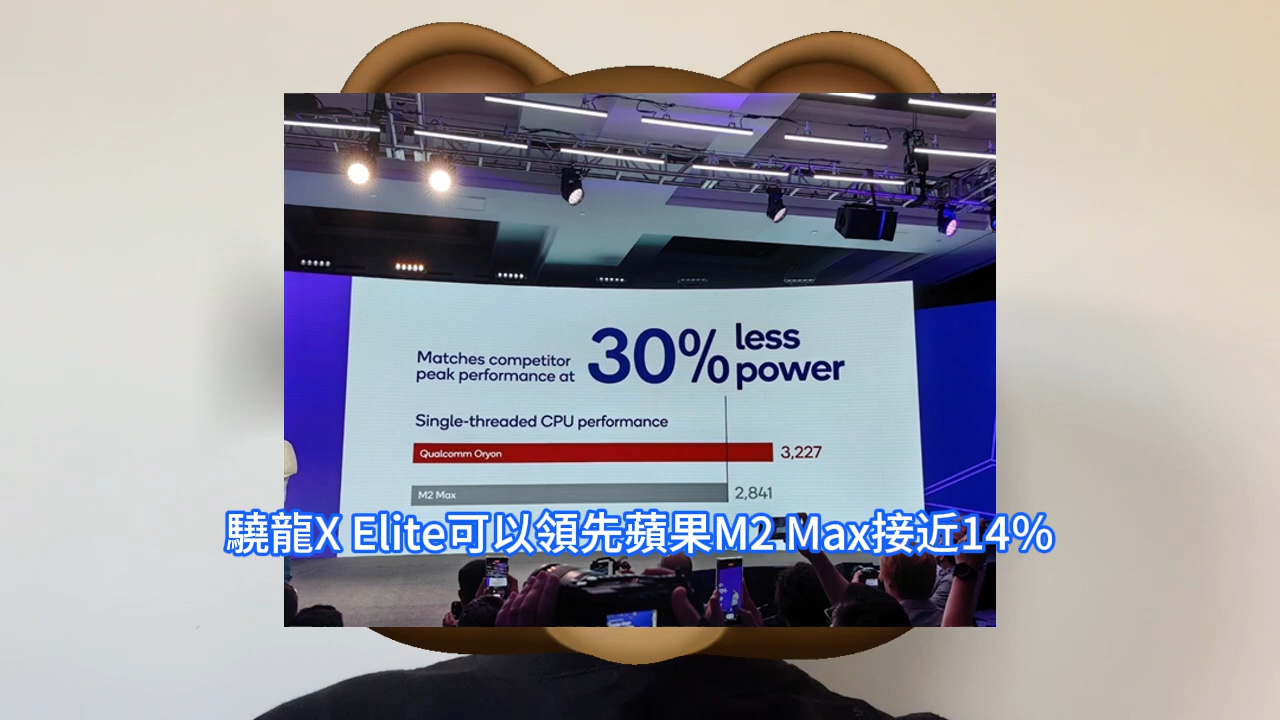 Matches competitor
peak performance at
30%
less
power
Single-threaded CPU performance
Qualcomm Oryon
3,227
M2 Max
2,841
驍龍X Elite可以領先蘋果M2 Max接近14%